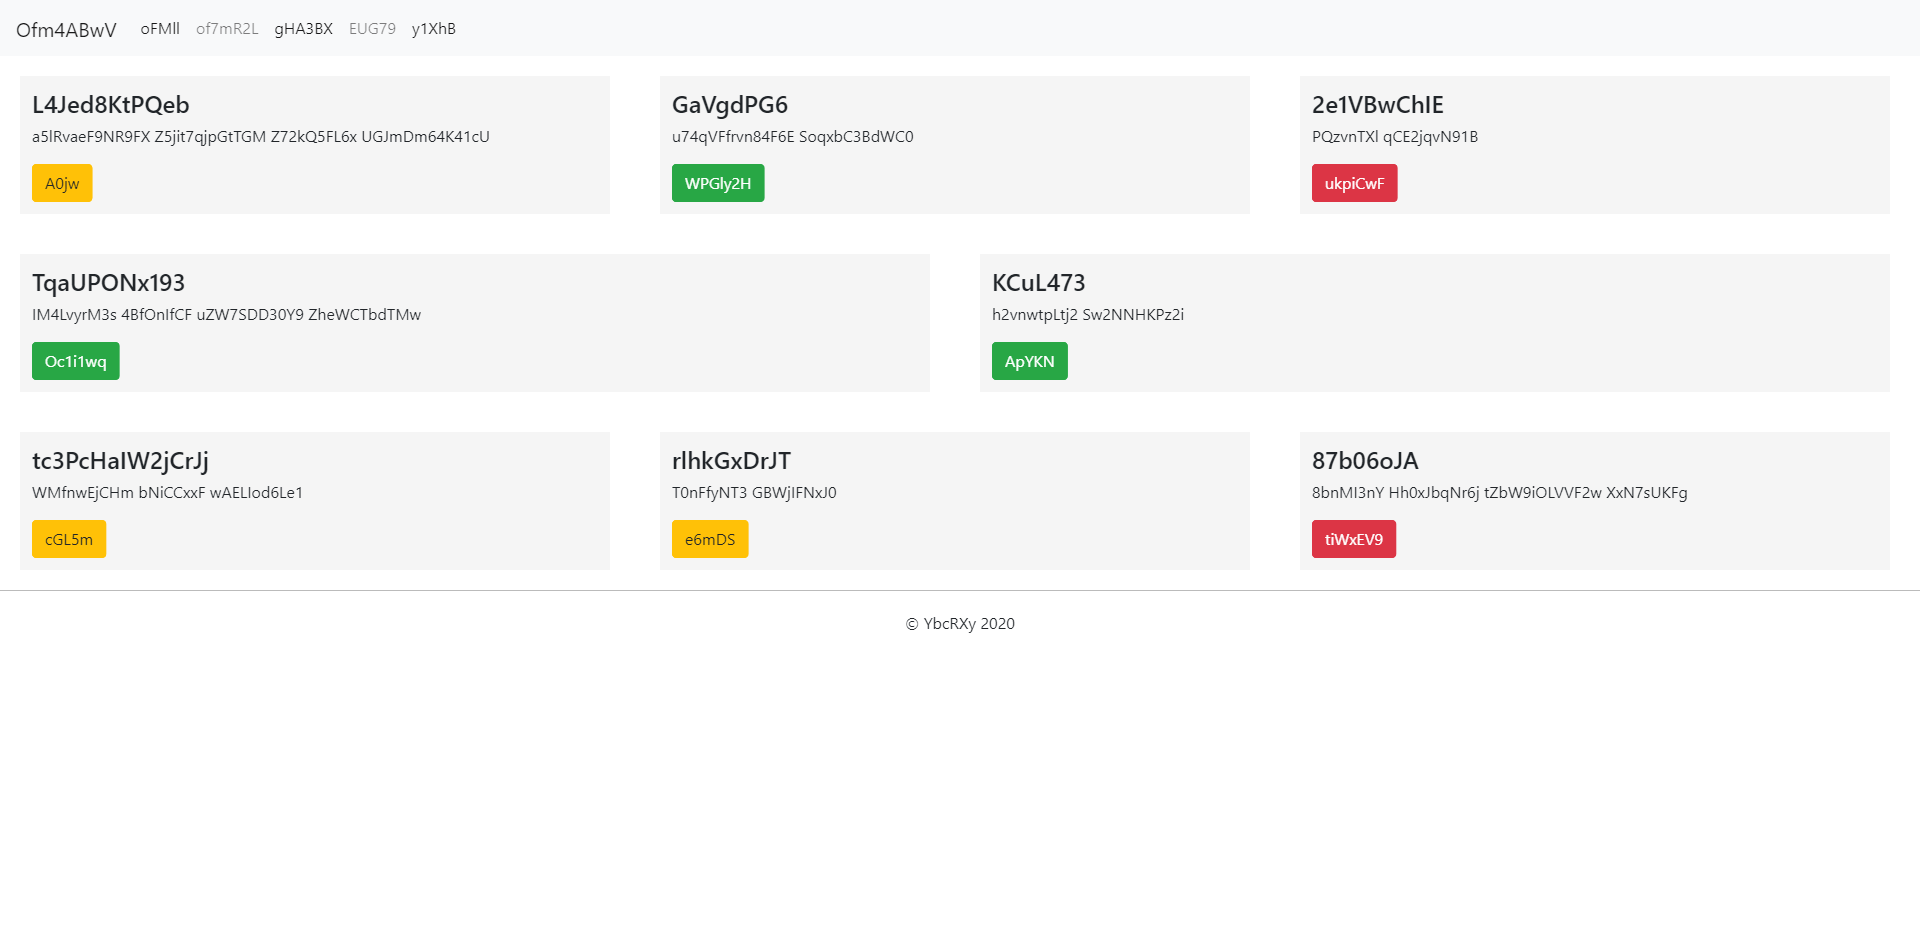 Ofm4ABwV oFMll of7mR2L gHA3BX EUG79 y1XhB
L4Jed8KtPQeb
a5lRvaeF9NR9FX Z5jit7qjpGtTGM Z72kQ5FL6x UGJmDm64K41cU
A0jw
GaVgdPG6
u74qVFfrvn84F6E SoqxbC3BdWC0
WPGly2H
2e1VBwChIE
PQzvnTXl qCE2jqvN91B
ukpiCwF
TqaUPONx193
IM4LvyrM3s 4BfOnIfCF uZW7SDD30Y9 ZheWCTbdTMw
Oc1i1wq
KCuL473
h2vnwtpLtj2 Sw2NNHKPz2i
ApYKN
tc3PcHaIW2jCrJj
WMfnwEjCHm bNiCCxxF wAELIod6Le1
cGL5m
rlhkGxDrJT
T0nFfyNT3 GBWjIFNxJ0
e6mDS
87b06oJA
8bnMI3nY Hh0xJbqNr6j tZbW9iOLVVF2w XxN7sUKFg
tiWxEV9
© YbcRXy 2020